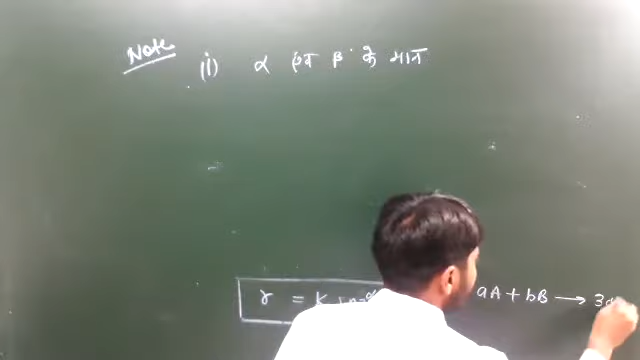 Note
(i) α एवं β के मान
r = K
aA + bB → 3